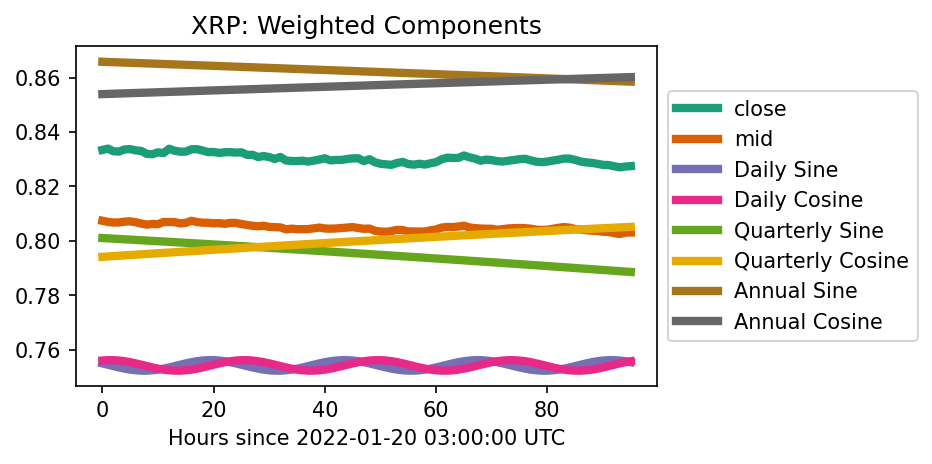 XRP: Weighted Components
0.86
0.84
0.82
0.80
0.78
0.76
0
20
40
60
80
Hours since 2022-01-20 03:00:00 UTC
close
mid
Daily Sine
Daily Cosine
Quarterly Sine
Quarterly Cosine
Annual Sine
Annual Cosine